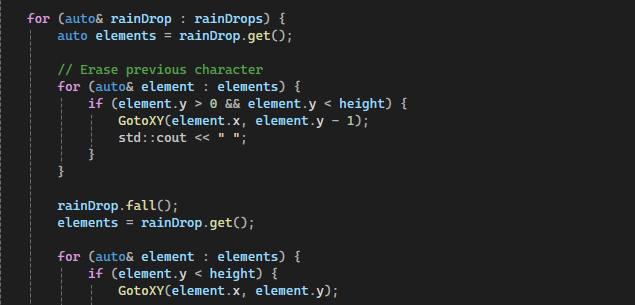 for (auto& rainDrop : rainDrops) {
    auto elements = rainDrop.get();

    // Erase previous character
    for (auto& element : elements) {
        if (element.y > 0 && element.y < height) {
            GotoXY(element.x, element.y - 1);
            std::cout << " ";
        }
    }

    rainDrop.fall();
    elements = rainDrop.get();

    for (auto& element : elements) {
        if (element.y < height) {
            GotoXY(element.x, element.y);